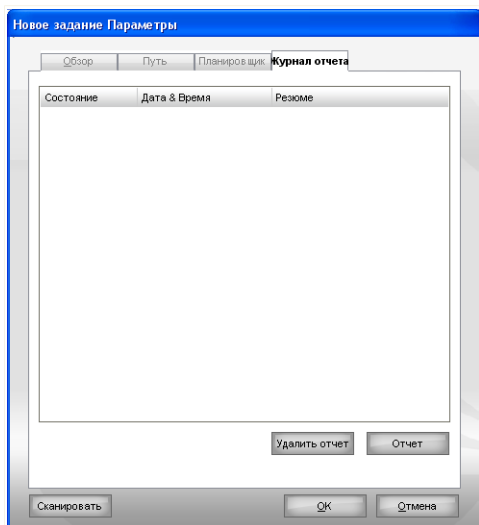 Новое задание Параметры
Обзор Путь Планировщик Журнал отчета
Состояние Дата & Время Резюме
Удалить отчет Отчет
Сканировать OK Отмена